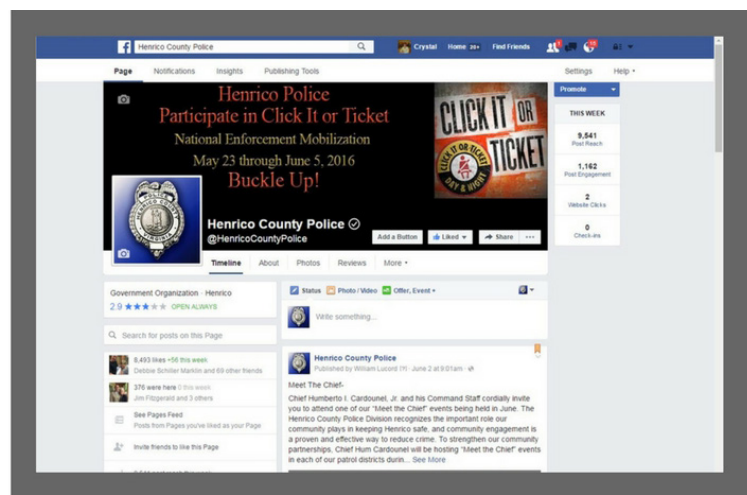 Henrico County Police
Crystal Home 20+ Find Friends
Page Notifications Insights Publishing Tools Settings Help
Henrico Police
Participate in Click It or Ticket
National Enforcement Mobilization
May 23 through June 5, 2016
Buckle Up!
CLICK IT OR
TICKET
CLICK IT OR TICKET
DAY & NIGHT
Henrico County Police
@HenricoCountyPolice
Add a Button Liked Share
Timeline About Photos Reviews More
Promote
THIS WEEK
9,541
Post Reach
1,162
Post Engagement
2
Website Clicks
0
Check-ins
Government Organization · Henrico
2.9 OPEN ALWAYS
Search for posts on this Page
8,493 likes +56 this week
Debbie Schiller Marklin and 69 other friends
376 were here 0 this week
Jim Fitzgerald and 3 others
See Pages Feed
Posts from Pages you've liked as your Page
Invite friends to like this Page
Status Photo / Video Offer, Event +
Write something...
Henrico County Police
Published by William Lucord · June 2 at 9:01am
Meet The Chief-
Chief Humberto I. Cardounel, Jr. and his Command Staff cordially invite
you to attend one of our "Meet the Chief" events being held in June. The
Henrico County Police Division recognizes the important role our
community plays in keeping Henrico safe, and community engagement is
a proven and effective way to reduce crime. To strengthen our community
partnerships, Chief Hum Cardounel will be hosting "Meet the Chief" events
in each of our patrol districts durin... See More